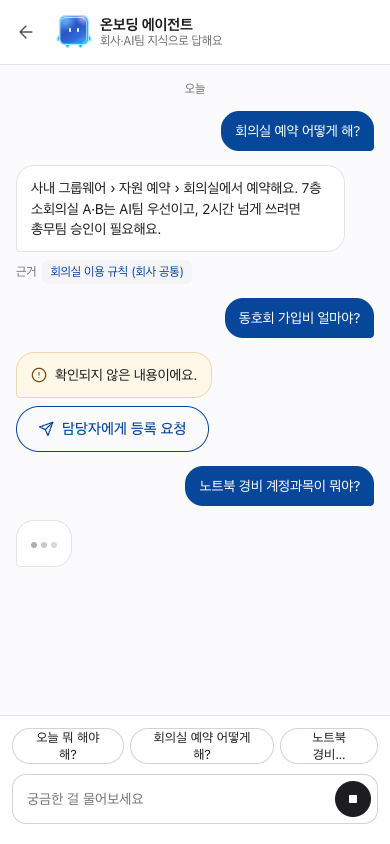 온보딩 에이전트
회사·AI팀 지식으로 답해요
오늘
회의실 예약 어떻게 해?
사내 그룹웨어 › 자원 예약 › 회의실에서 예약해요. 7층
소회의실 A·B는 AI팀 우선이고, 2시간 넘게 쓰려면
총무팀 승인이 필요해요.
근거 회의실 이용 규칙 (회사 공통)
동호회 가입비 얼마야?
확인되지 않은 내용이에요.
담당자에게 등록 요청
노트북 경비 계정과목이 뭐야?
오늘 뭐 해야
해?
회의실 예약 어떻게
해?
노트북
경비...
궁금한 걸 물어보세요